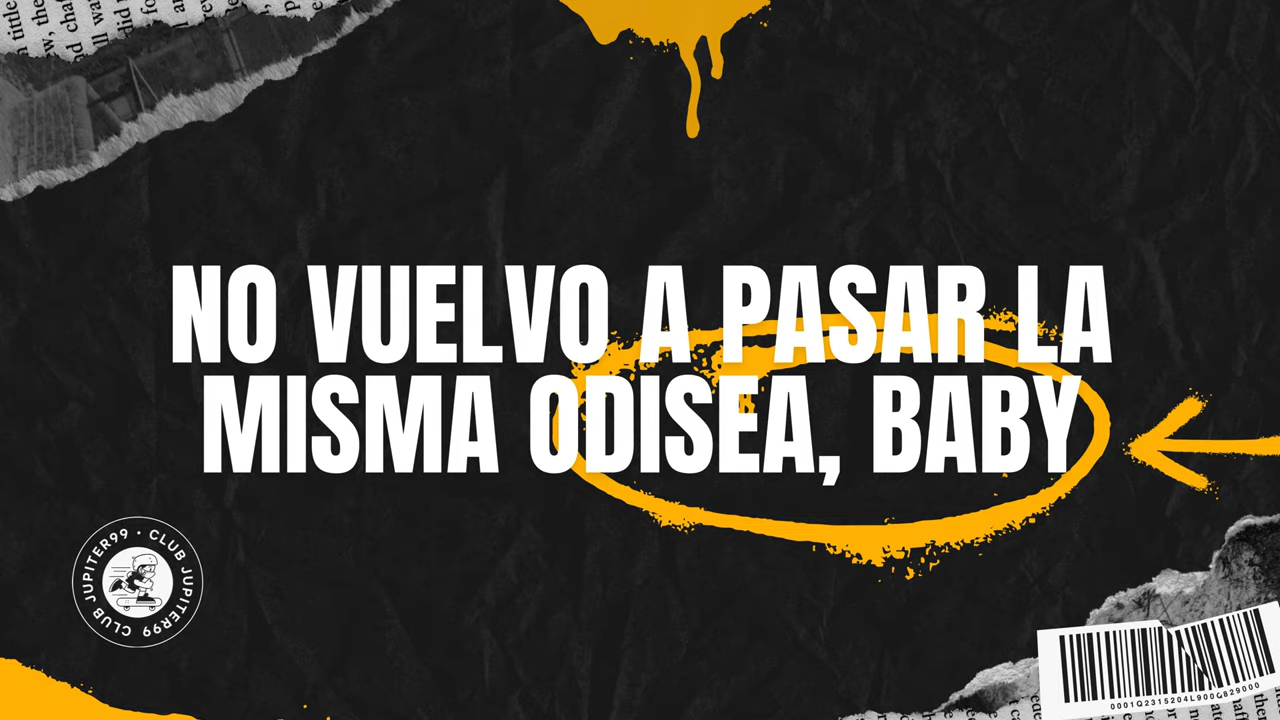 NO VUELVO A PASAR LA
MISMA ODISEA, BABY
CLUB JUPITER99 • CLUB JUPITER99